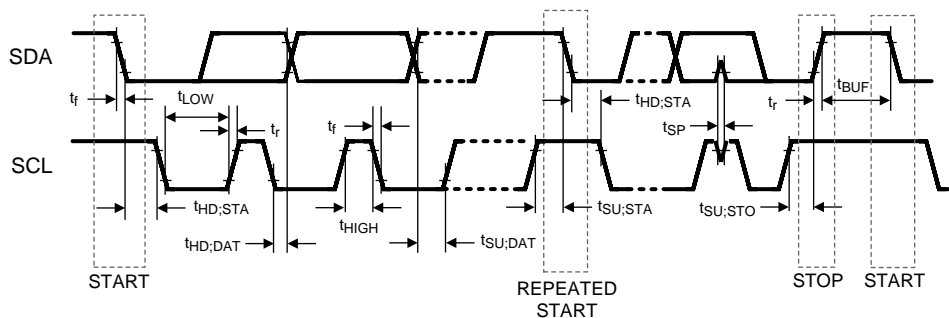 SDA
t_f
t_LOW
t_r
t_f
t_HD;STA
t_SP
t_r
t_BUF
SCL
t_HD;STA
t_HD;DAT
t_HIGH
t_SU;DAT
t_SU;STA
t_SU;STO
START
REPEATED
START
STOP
START